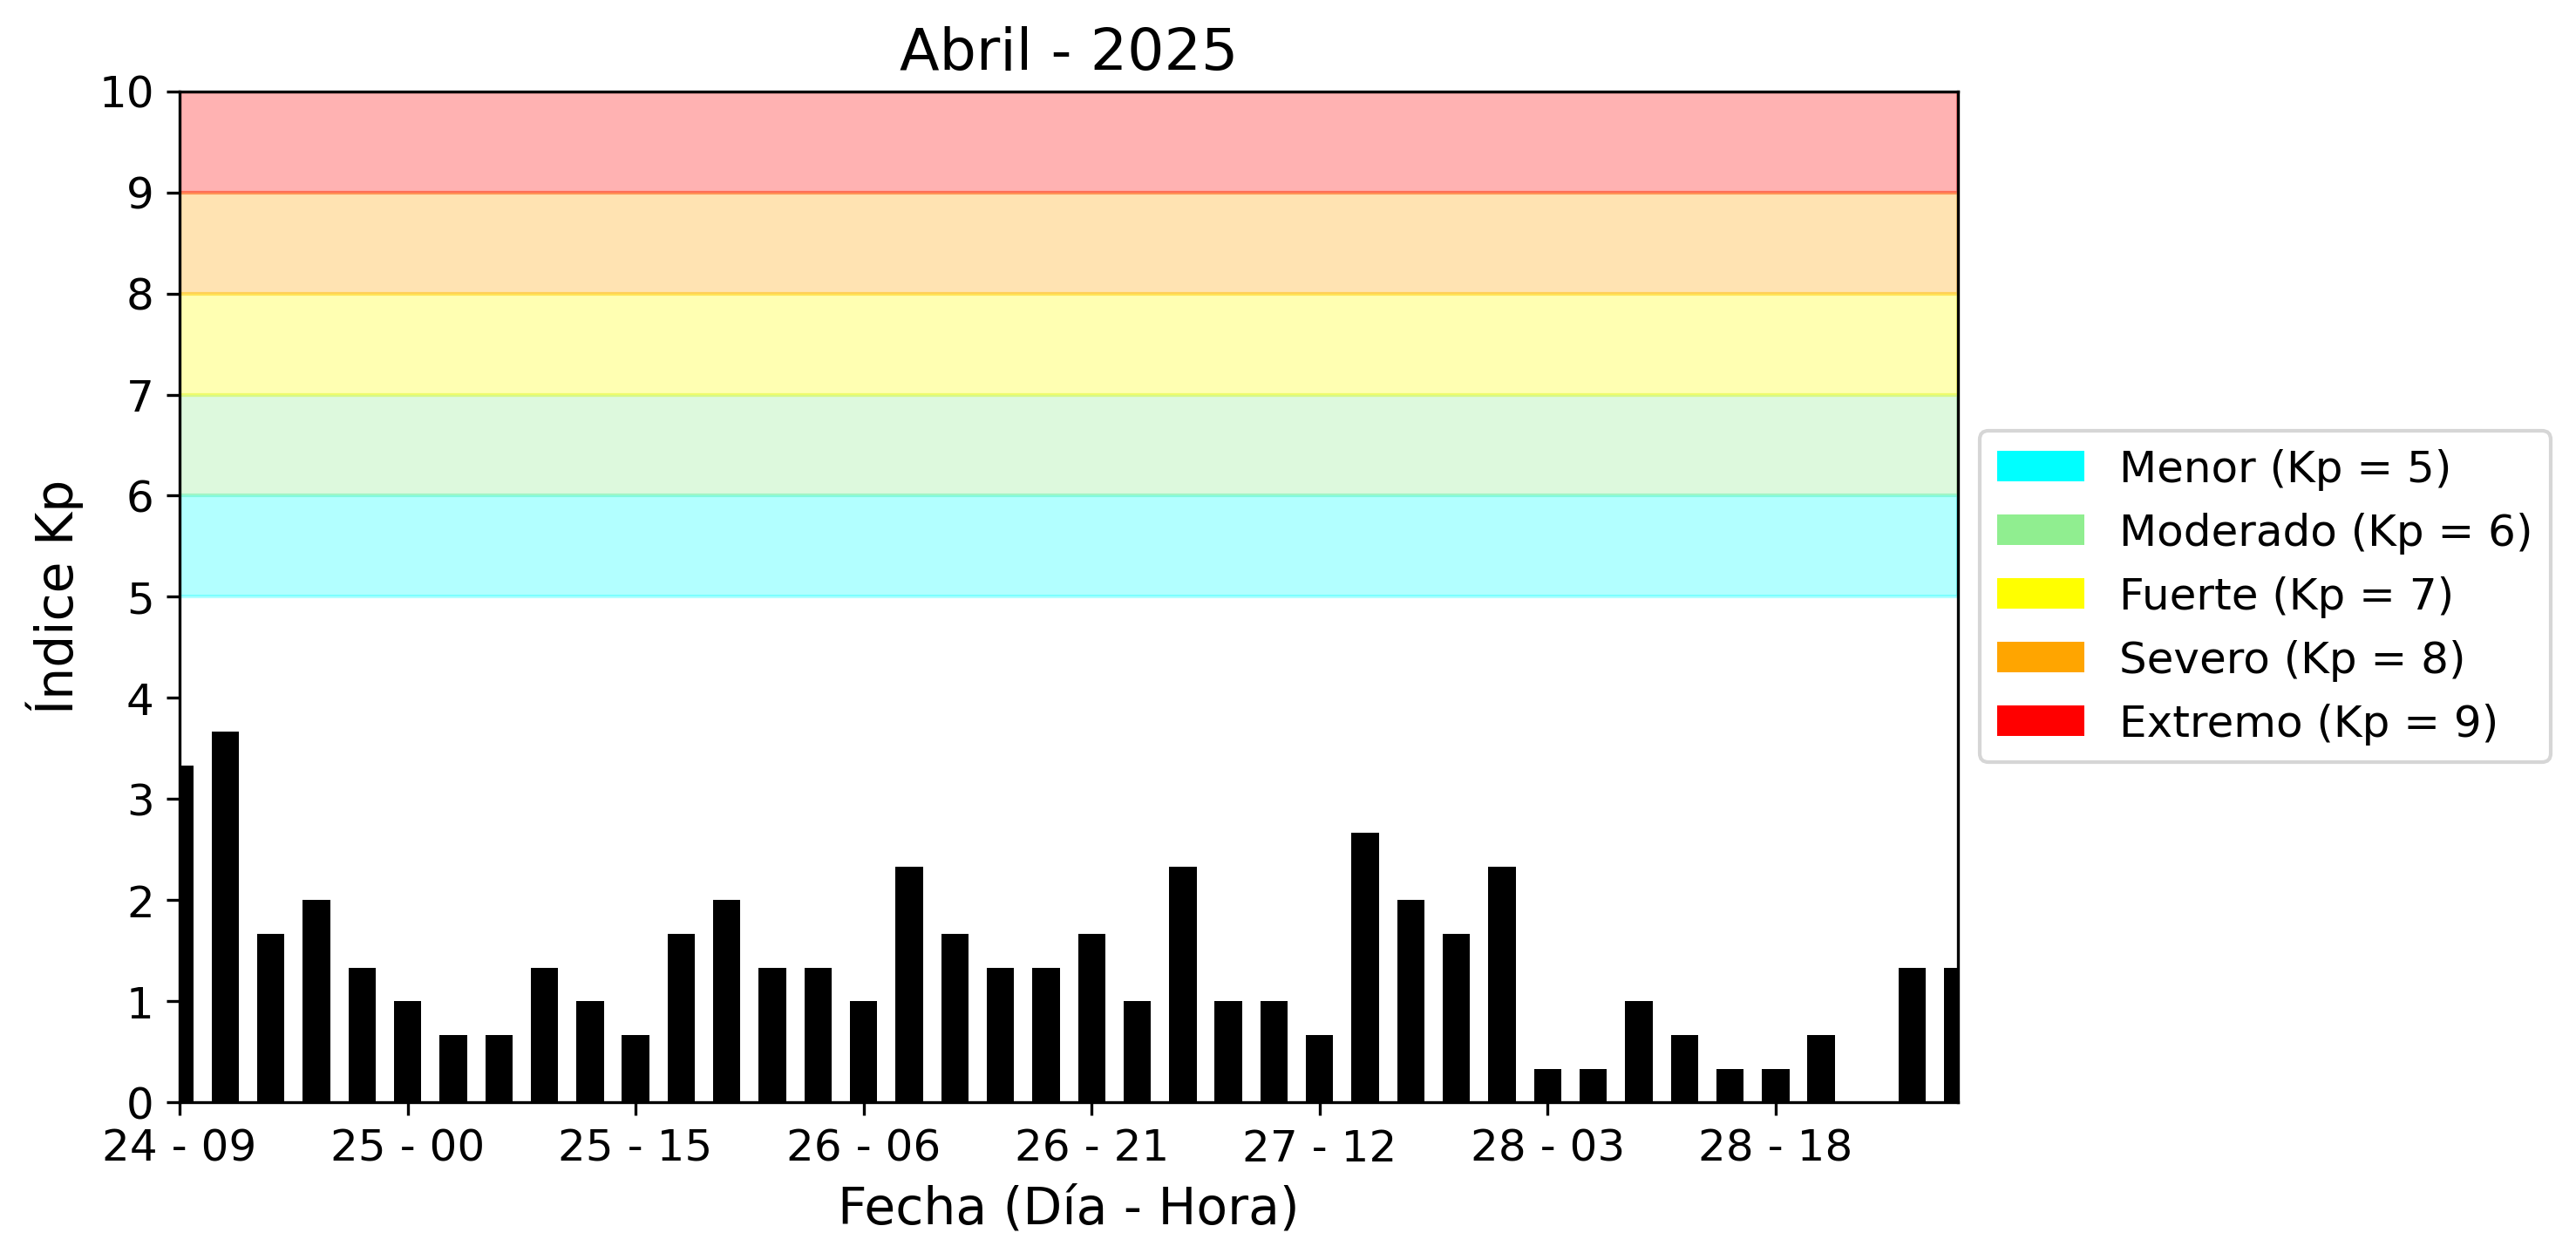 Abril - 2025
10
9
8
7
6
5
4
3
2
1
0
Índice Kp
24 - 09
25 - 00
25 - 15
26 - 06
26 - 21
27 - 12
28 - 03
28 - 18
Fecha (Día - Hora)
Menor (Kp = 5)
Moderado (Kp = 6)
Fuerte (Kp = 7)
Severo (Kp = 8)
Extremo (Kp = 9)